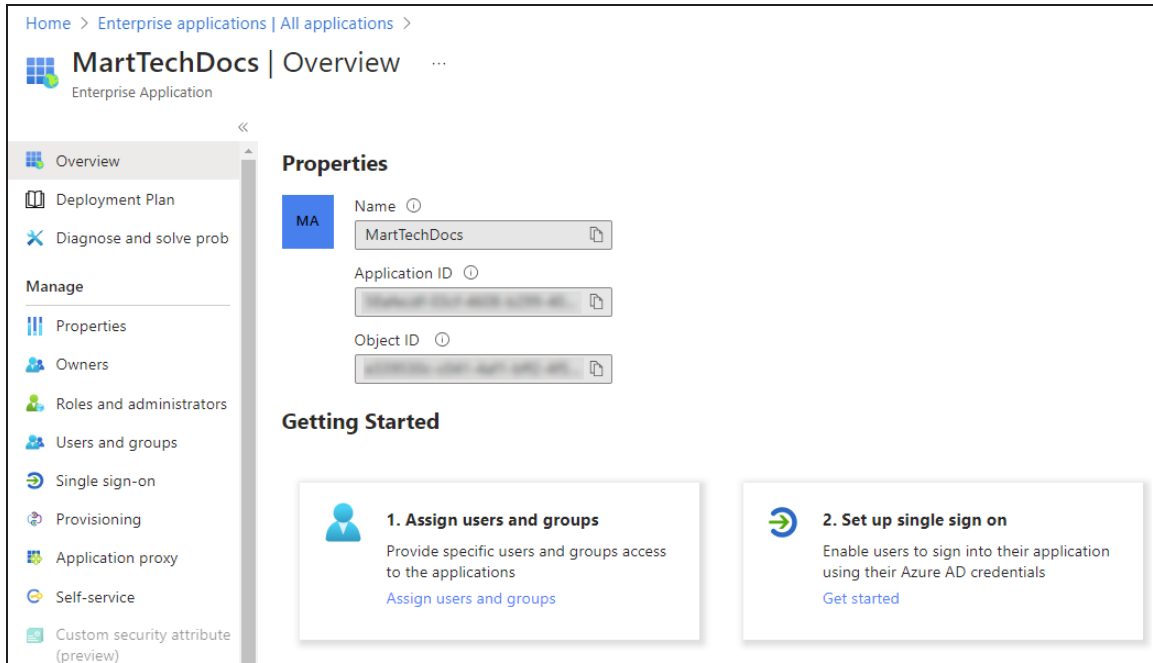 Home > Enterprise applications | All applications >
MartTechDocs | Overview ...
Enterprise Application
«
Overview
Deployment Plan
Diagnose and solve prob
Manage
Properties
Owners
Roles and administrators
Users and groups
Single sign-on
Provisioning
Application proxy
Self-service
Custom security attribute
(preview)
Properties
MA
Name
MartTechDocs
Application ID
Object ID
Getting Started
1. Assign users and groups
Provide specific users and groups access
to the applications
Assign users and groups
2. Set up single sign on
Enable users to sign into their application
using their Azure AD credentials
Get started